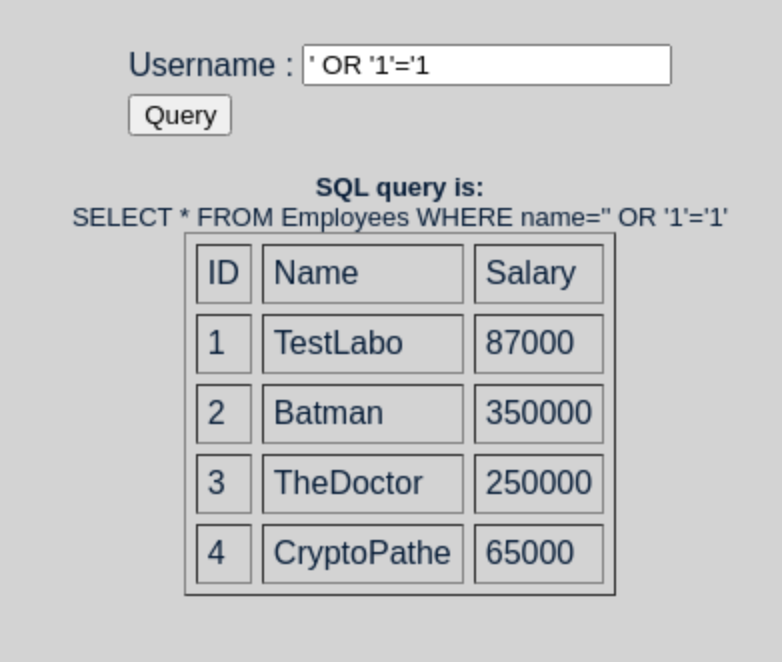 Username : ' OR '1'='1
Query
SQL query is:
SELECT * FROM Employees WHERE name='' OR '1'='1'
ID Name Salary
1 TestLabo 87000
2 Batman 350000
3 TheDoctor 250000
4 CryptoPathe 65000